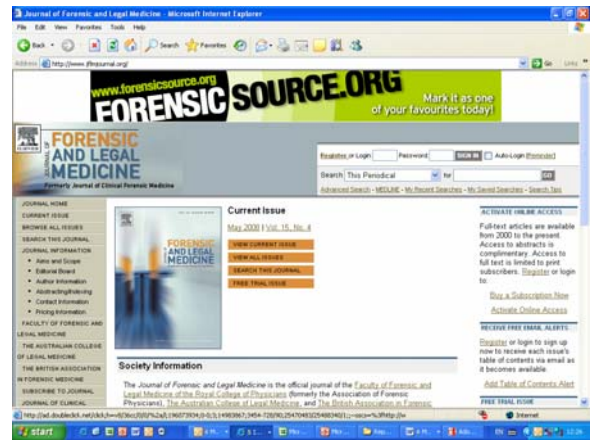 Journal of Forensic and Legal Medicine - Microsoft Internet Explorer
File Edit View Favorites Tools Help
Back Search Favorites
Address http://www.jflmjournal.org/ Go Links
www.forensicsource.org
FORENSIC SOURCE.ORG
Mark it as one
of your favourites today!
JOURNAL OF
FORENSIC
AND LEGAL
MEDICINE
Formerly Journal of Clinical Forensic Medicine
Register or Login: Password: SIGN IN Auto-Login [Reminder]
Search This Periodical for GO
Advanced Search - MEDLINE - My Recent Searches - My Saved Searches - Search Tips
JOURNAL HOME
CURRENT ISSUE
BROWSE ALL ISSUES
SEARCH THIS JOURNAL
JOURNAL INFORMATION
• Aims and Scope
• Editorial Board
• Author Information
• Abstracting/Indexing
• Contact Information
• Pricing Information
FACULTY OF FORENSIC AND
LEGAL MEDICINE
THE AUSTRALIAN COLLEGE
OF LEGAL MEDICINE
THE BRITISH ASSOCIATION
IN FORENSIC MEDICINE
SUBSCRIBE TO JOURNAL
JOURNAL OF CLINICAL
FORENSIC
AND LEGAL
MEDICINE
Current Issue
May 2008 | Vol. 15, No. 4
VIEW CURRENT ISSUE
VIEW ALL ISSUES
SEARCH THIS JOURNAL
FREE TRIAL ISSUE
Society Information
The Journal of Forensic and Legal Medicine is the official journal of the Faculty of Forensic and
Legal Medicine of the Royal College of Physicians (formerly the Association of Forensic
Physicians), The Australian College of Legal Medicine, and The British Association in Forensic
ACTIVATE ONLINE ACCESS
Full-text articles are available
from 2000 to the present.
Access to abstracts is
complimentary. Access to
full text is limited to print
subscribers. Register or login
to:
Buy a Subscription Now
Activate Online Access
RECEIVE FREE EMAIL ALERTS
Register or login to sign up
now to receive each issue's
table of contents via email as
it becomes available.
Add Table of Contents Alert
FREE TRIAL ISSUE
Internet
start
EN 12:26